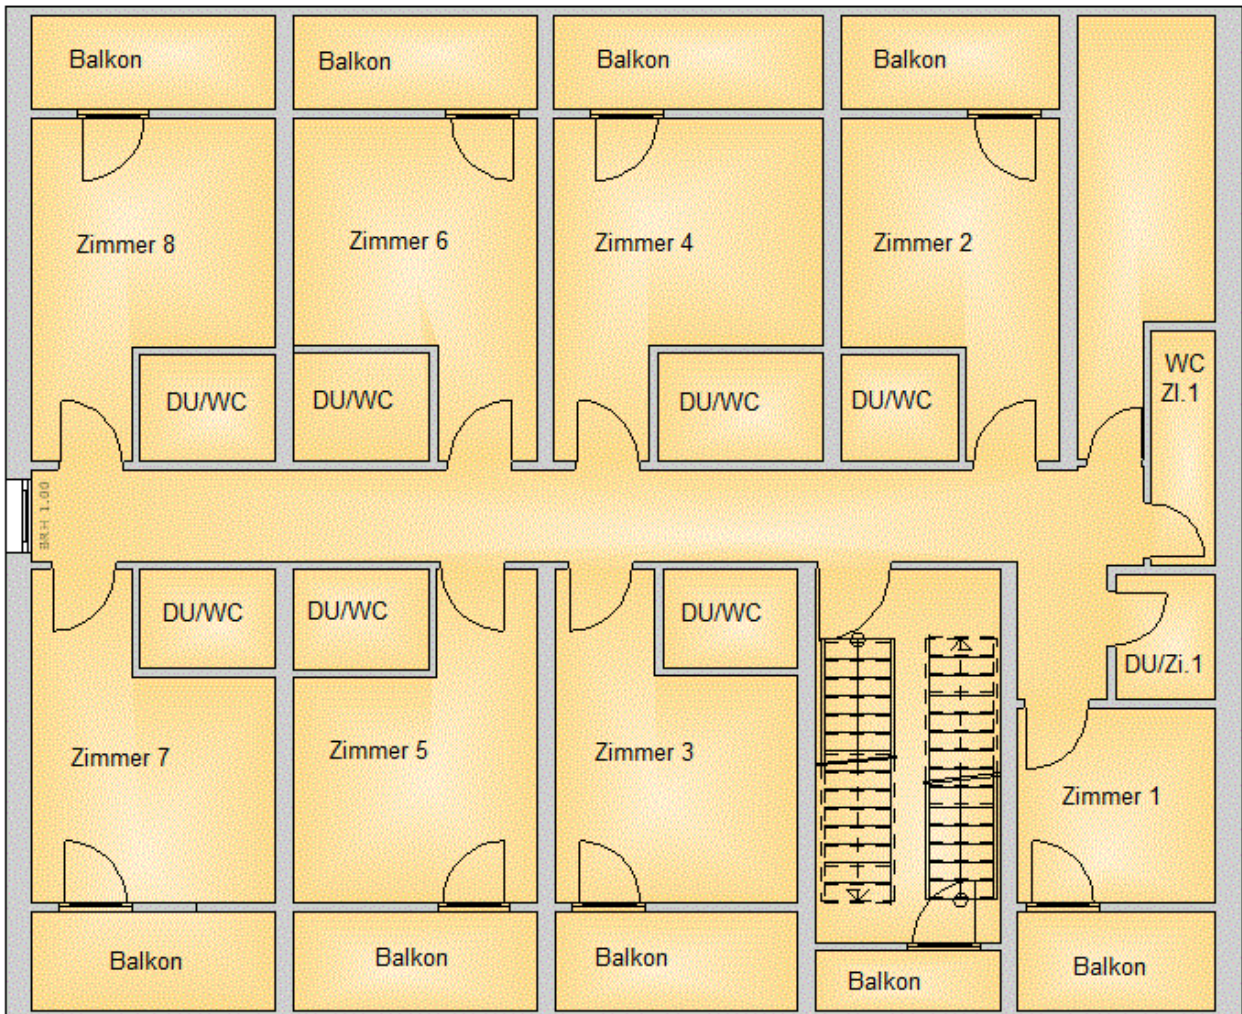 Balkon
Balkon
Balkon
Balkon
Zimmer 8
Zimmer 6
Zimmer 4
Zimmer 2
WC
ZI.1
DU/WC
DU/WC
DU/WC
DU/WC
BRH 1.00
DU/WC
DU/WC
DU/WC
DU/Zi.1
Zimmer 7
Zimmer 5
Zimmer 3
Zimmer 1
Balkon
Balkon
Balkon
Balkon
Balkon